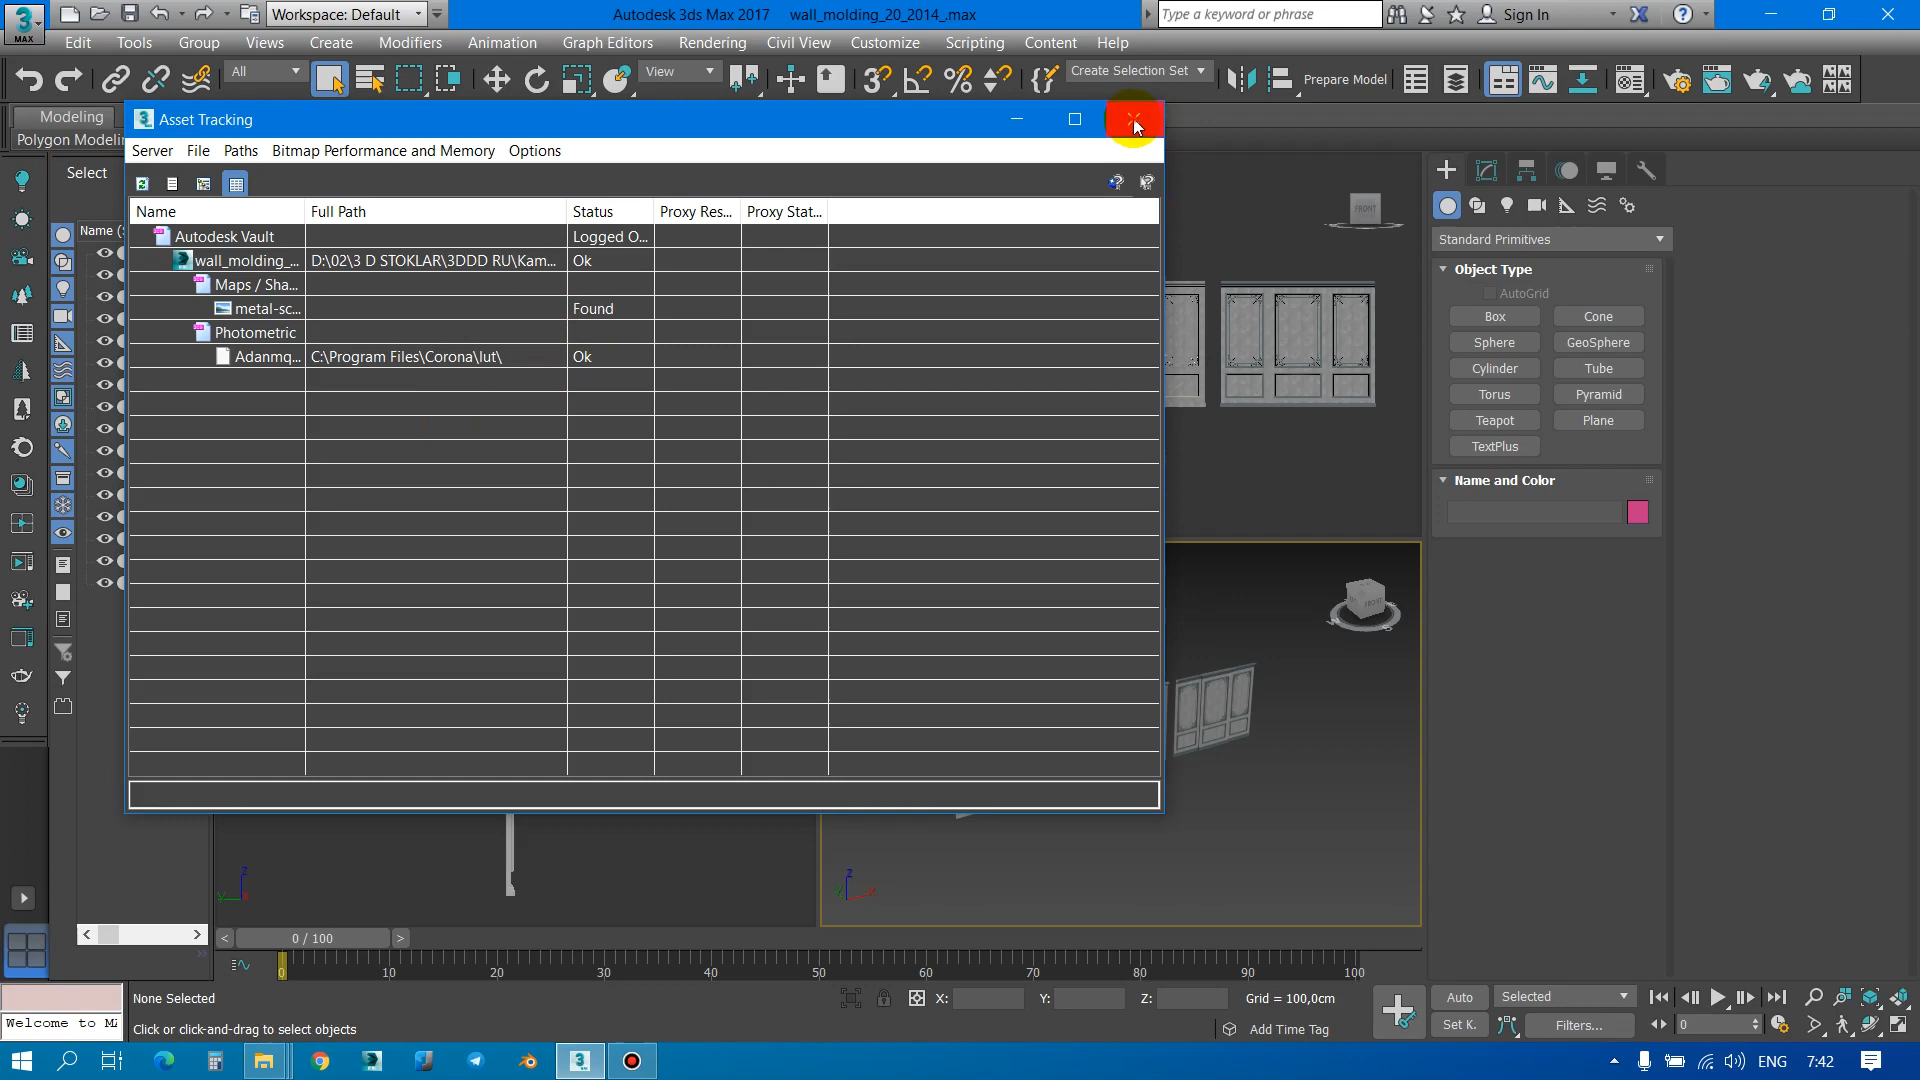 3 MAX Workspace: Default Autodesk 3ds Max 2017 wall_molding_20_2014_.max Type a keyword or phrase Sign In
Edit Tools Group Views Create Modifiers Animation Graph Editors Rendering Civil View Customize Scripting Content Help
All View Create Selection Set Prepare Model
Modeling
Polygon Modelin
Asset Tracking
Server File Paths Bitmap Performance and Memory Options
Select
Name Full Path Status Proxy Res... Proxy Stat...
Name (S
Autodesk Vault Logged O...
wall_molding_... D:\02\3 D STOKLAR\3DDD RU\Kam... Ok
Maps / Sha...
metal-sc... Found
Photometric
Adanmq... C:\Program Files\Corona\lut\ Ok
FRONT
FRONT
Standard Primitives
Object Type
AutoGrid
Box Cone
Sphere GeoSphere
Cylinder Tube
Torus Pyramid
Teapot Plane
TextPlus
Name and Color
z
y x
z
y x
< >
< 0 / 100 >
0 10 20 30 40 50 60 70 80 90 100
None Selected X: Y: Z: Grid = 100,0cm Auto Selected
Welcome to MA Click or click-and-drag to select objects Add Time Tag Set K. Filters... 0
ENG 7:42